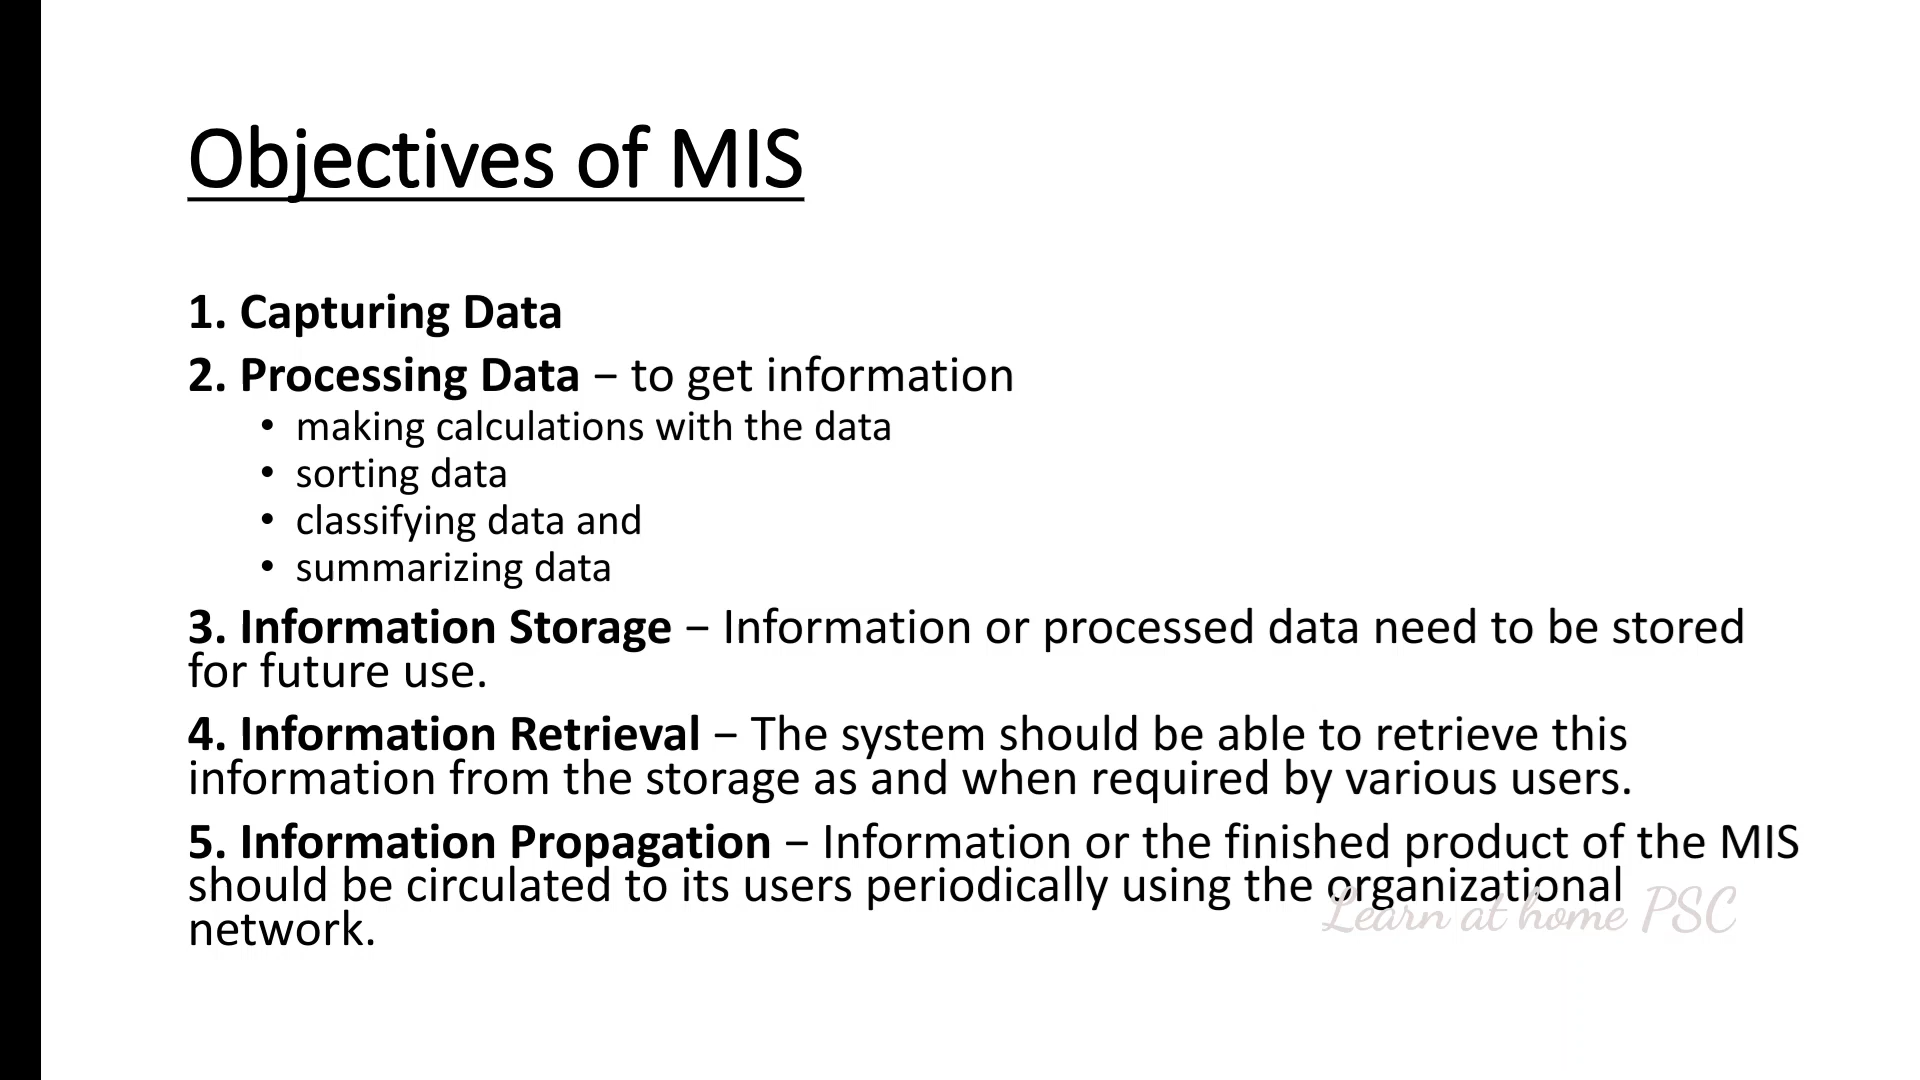 Objectives of MIS
1. Capturing Data
2. Processing Data − to get information
• making calculations with the data
• sorting data
• classifying data and
• summarizing data
3. Information Storage − Information or processed data need to be stored
for future use.
4. Information Retrieval − The system should be able to retrieve this
information from the storage as and when required by various users.
5. Information Propagation − Information or the finished product of the MIS
should be circulated to its users periodically using the organizational
network.
Learn at home PSC